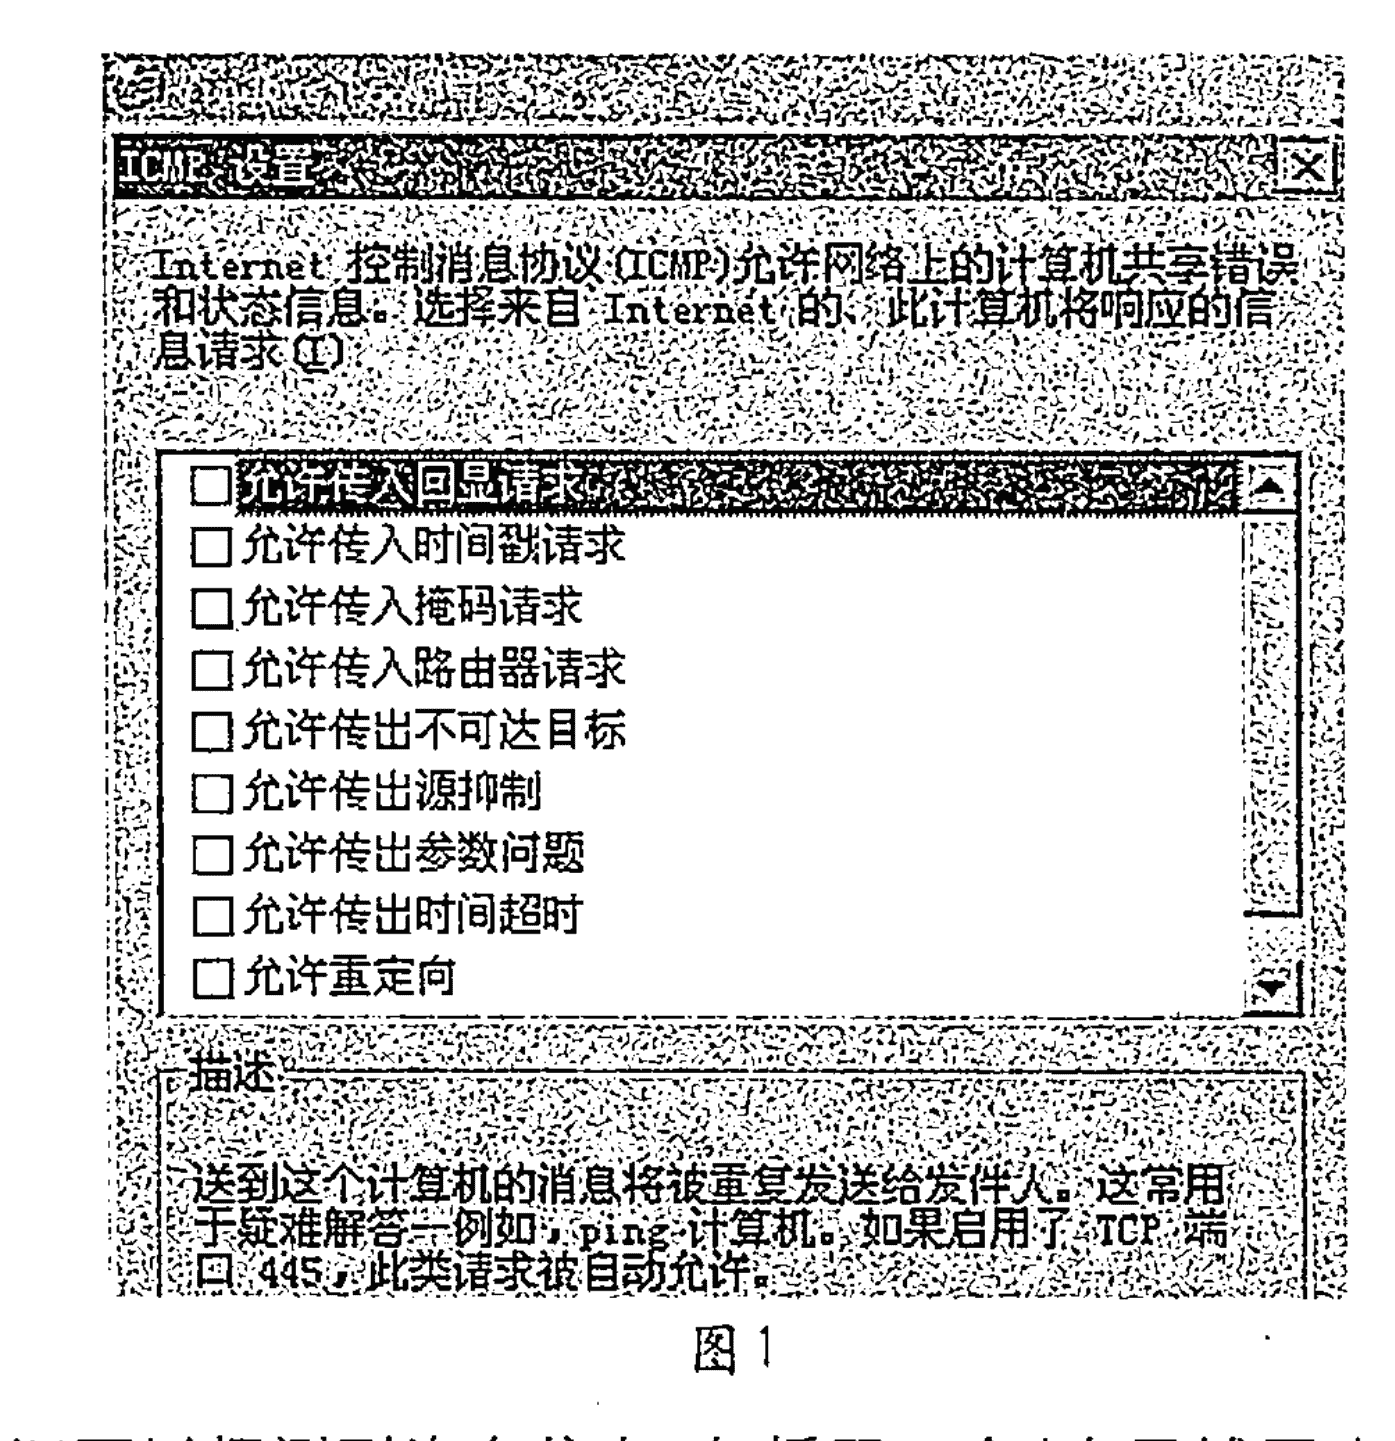 ICMP 设置
Internet 控制消息协议(ICMP)允许网络上的计算机共享错误
和状态信息。选择来自 Internet 的、此计算机将响应的信
息请求(I)
允许传入回显请求
允许传入时间戳请求
允许传入掩码请求
允许传入路由器请求
允许传出不可达目标
允许传出源抑制
允许传出参数问题
允许传出时间超时
允许重定向
描述
送到这个计算机的消息将被重复发送给发件人。这常用
于疑难解答—例如，ping 计算机。如果启用了 TCP 端
口 445，此类请求被自动允许。
图 1